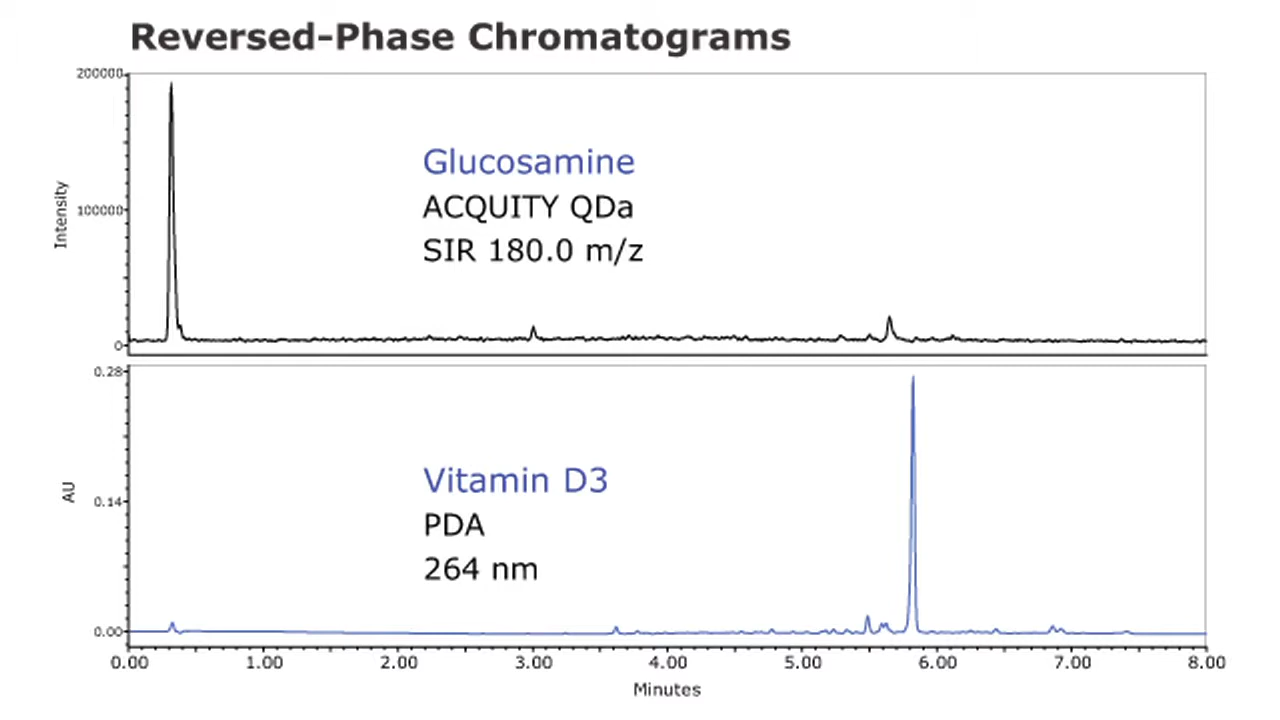 Reversed-Phase Chromatograms
200000
100000
0
Intensity
Glucosamine
ACQUITY QDa
SIR 180.0 m/z
0.28
0.14
0.00
AU
Vitamin D3
PDA
264 nm
0.00 1.00 2.00 3.00 4.00 5.00 6.00 7.00 8.00
Minutes